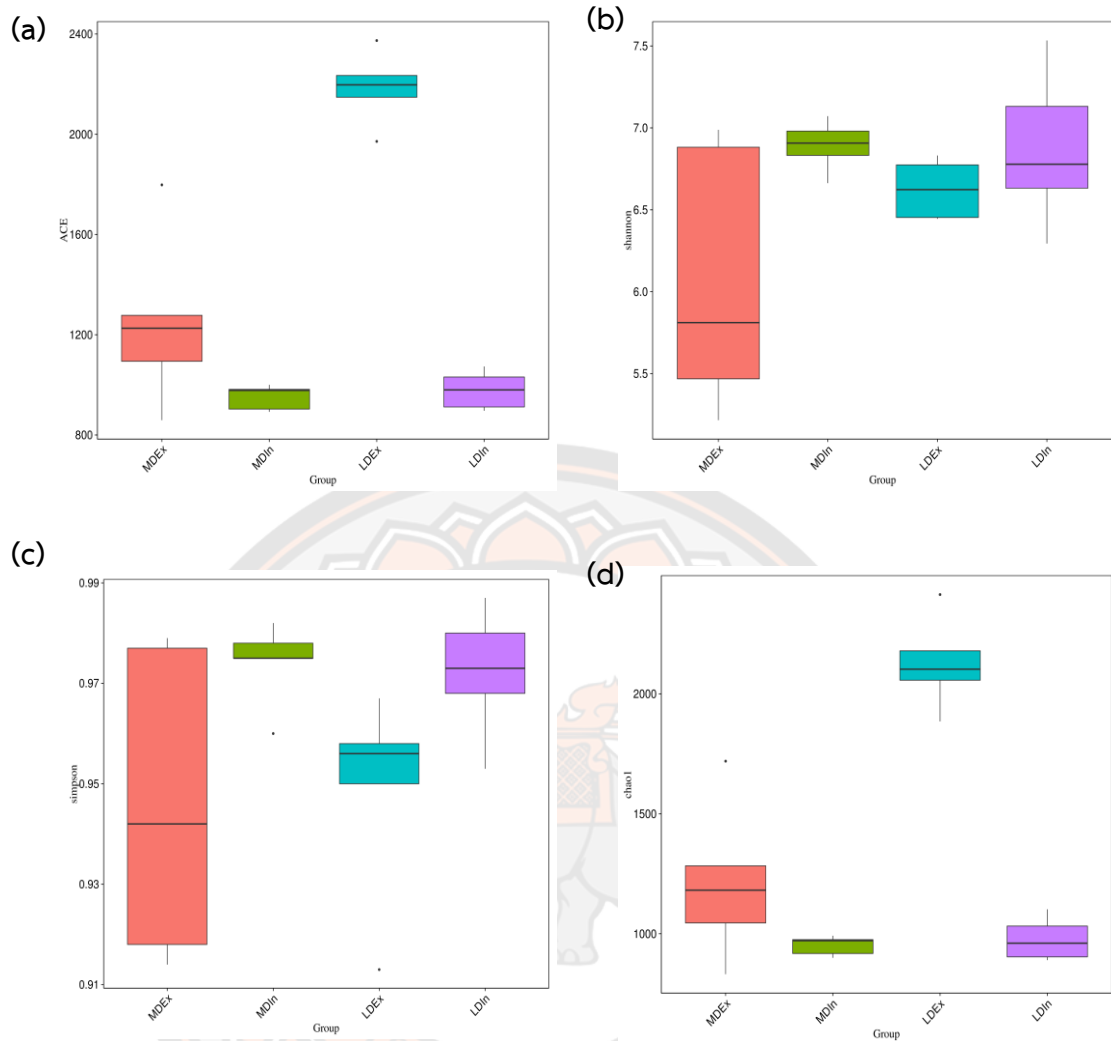 (a)
2400
2000
1600
1200
800
ACE
MDEx
MDIn
LDEx
LDIn
Group
(b)
7.5
7.0
6.5
6.0
5.5
shannon
MDEx
MDIn
LDEx
LDIn
Group
(c)
0.99
0.97
0.95
0.93
0.91
simpson
MDEx
MDIn
LDEx
LDIn
Group
(d)
2000
1500
1000
chao1
MDEx
MDIn
LDEx
LDIn
Group